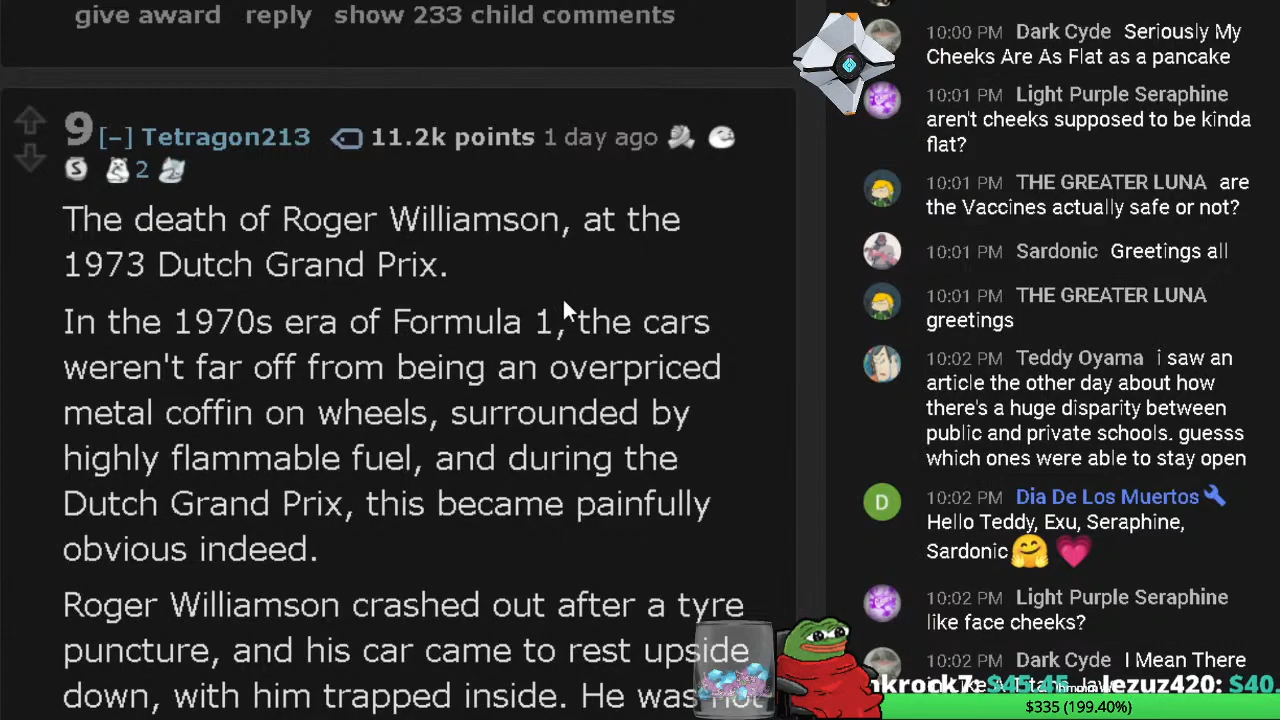 give award reply show 233 child comments
9 [–] Tetragon213 11.2k points 1 day ago
S 2
The death of Roger Williamson, at the
1973 Dutch Grand Prix.
In the 1970s era of Formula 1, the cars
weren't far off from being an overpriced
metal coffin on wheels, surrounded by
highly flammable fuel, and during the
Dutch Grand Prix, this became painfully
obvious indeed.
Roger Williamson crashed out after a tyre
puncture, and his car came to rest upside
down, with him trapped inside. He was not
10:00 PM Dark Cyde Seriously My
Cheeks Are As Flat as a pancake
10:01 PM Light Purple Seraphine
aren't cheeks supposed to be kinda
flat?
10:01 PM THE GREATER LUNA are
the Vaccines actually safe or not?
10:01 PM Sardonic Greetings all
10:01 PM THE GREATER LUNA
greetings
10:02 PM Teddy Oyama i saw an
article the other day about how
there's a huge disparity between
public and private schools. guesss
which ones were able to stay open
10:02 PM Dia De Los Muertos
Hello Teddy, Exu, Seraphine,
Sardonic
10:02 PM Light Purple Seraphine
like face cheeks?
10:02 PM Dark Cyde I Mean There
nkrock7: $45.45 Jezuz420: $40
$335 (199.40%)